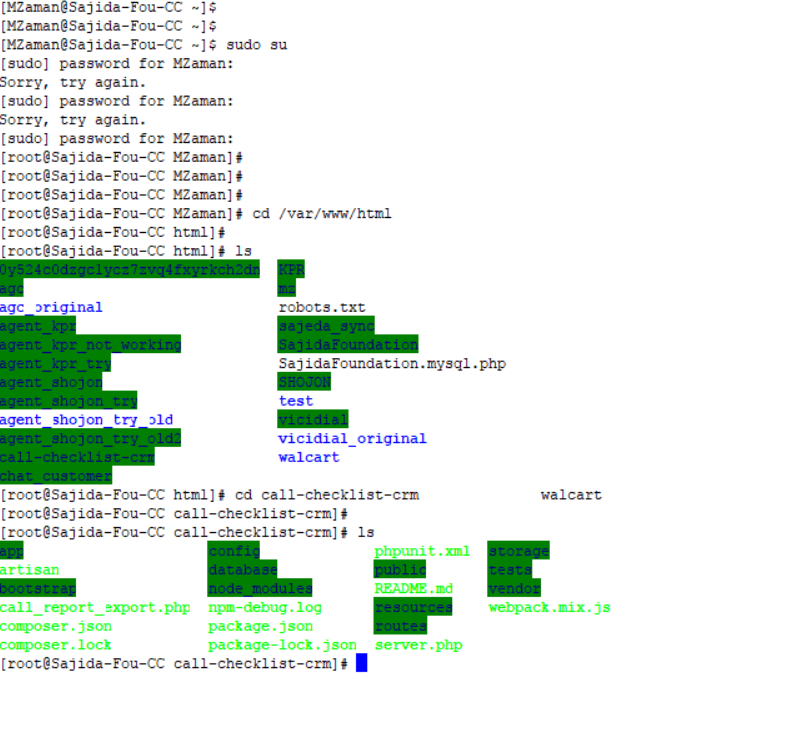 [MZaman@Sajida-Fou-CC ~]$
[MZaman@Sajida-Fou-CC ~]$
[MZaman@Sajida-Fou-CC ~]$ sudo su
[sudo] password for MZaman:
Sorry, try again.
[sudo] password for MZaman:
Sorry, try again.
[sudo] password for MZaman:
[root@Sajida-Fou-CC MZaman]#
[root@Sajida-Fou-CC MZaman]#
[root@Sajida-Fou-CC MZaman]#
[root@Sajida-Fou-CC MZaman]# cd /var/www/html
[root@Sajida-Fou-CC html]#
[root@Sajida-Fou-CC html]# ls
KPR
agc mz
agc_original robots.txt
agent_kpr sajeda_sync
agent_kpr_not_working SajidaFoundation
agent_kpr_try SajidaFoundation.mysql.php
agent_shojon SHOJON
agent_shojon_try test
agent_shojon_try_old vicidial
agent_shojon_try_old2 vicidial_original
call-checklist-crm walcart
chat_customer
[root@Sajida-Fou-CC html]# cd call-checklist-crm walcart
[root@Sajida-Fou-CC call-checklist-crm]#
[root@Sajida-Fou-CC call-checklist-crm]# ls
app config phpunit.xml storage
artisan database public tests
bootstrap node_modules README.md vendor
call_report_export.php npm-debug.log resources webpack.mix.js
composer.json package.json routes
composer.lock package-lock.json server.php
[root@Sajida-Fou-CC call-checklist-crm]#